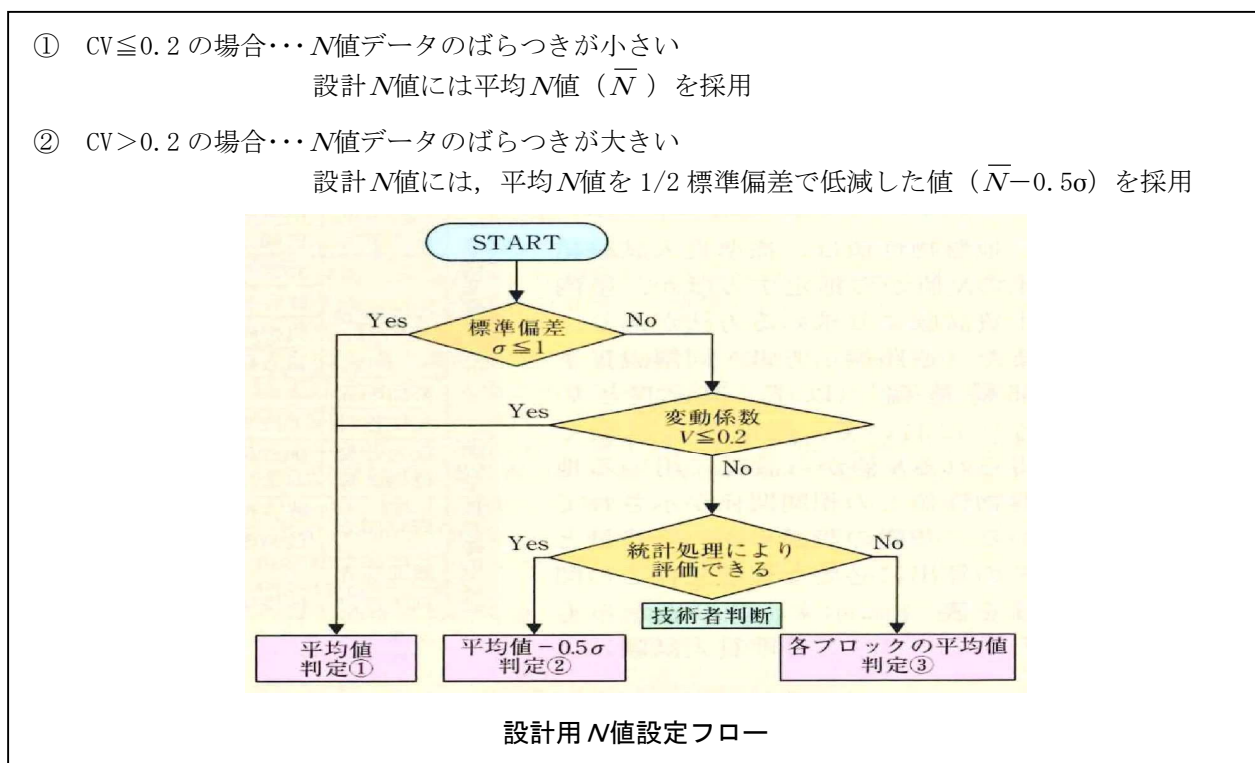 ① CV≦0.2 の場合･･･N値データのばらつきが小さい
設計N値には平均N値（N̄）を採用
② CV＞0.2 の場合･･･N値データのばらつきが大きい
設計N値には，平均N値を 1/2 標準偏差で低減した値（N̄−0.5σ）を採用
START
Yes
標準偏差
σ≦1
No
Yes
変動係数
V≦0.2
No
Yes
統計処理により
評価できる
No
技術者判断
平均値
判定①
平均値－0.5σ
判定②
各ブロックの平均値
判定③
設計用N値設定フロー